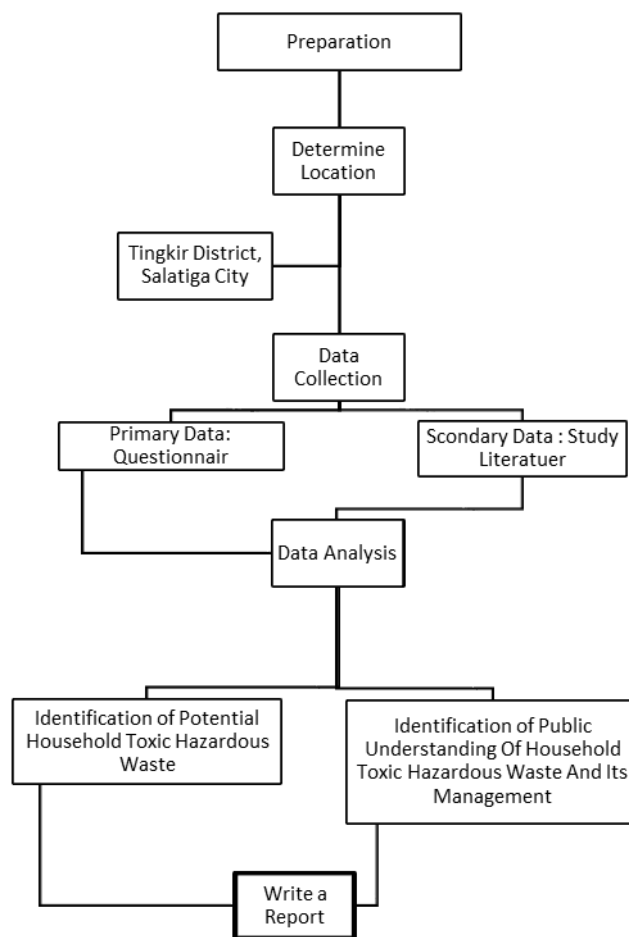 Preparation
Determine
Location
Tingkir District,
Salatiga City
Data
Collection
Primary Data:
Questionnair
Scondary Data : Study
Literatuer
Data Analysis
Identification of Potential
Household Toxic Hazardous
Waste
Identification of Public
Understanding Of Household
Toxic Hazardous Waste And Its
Management
Write a
Report